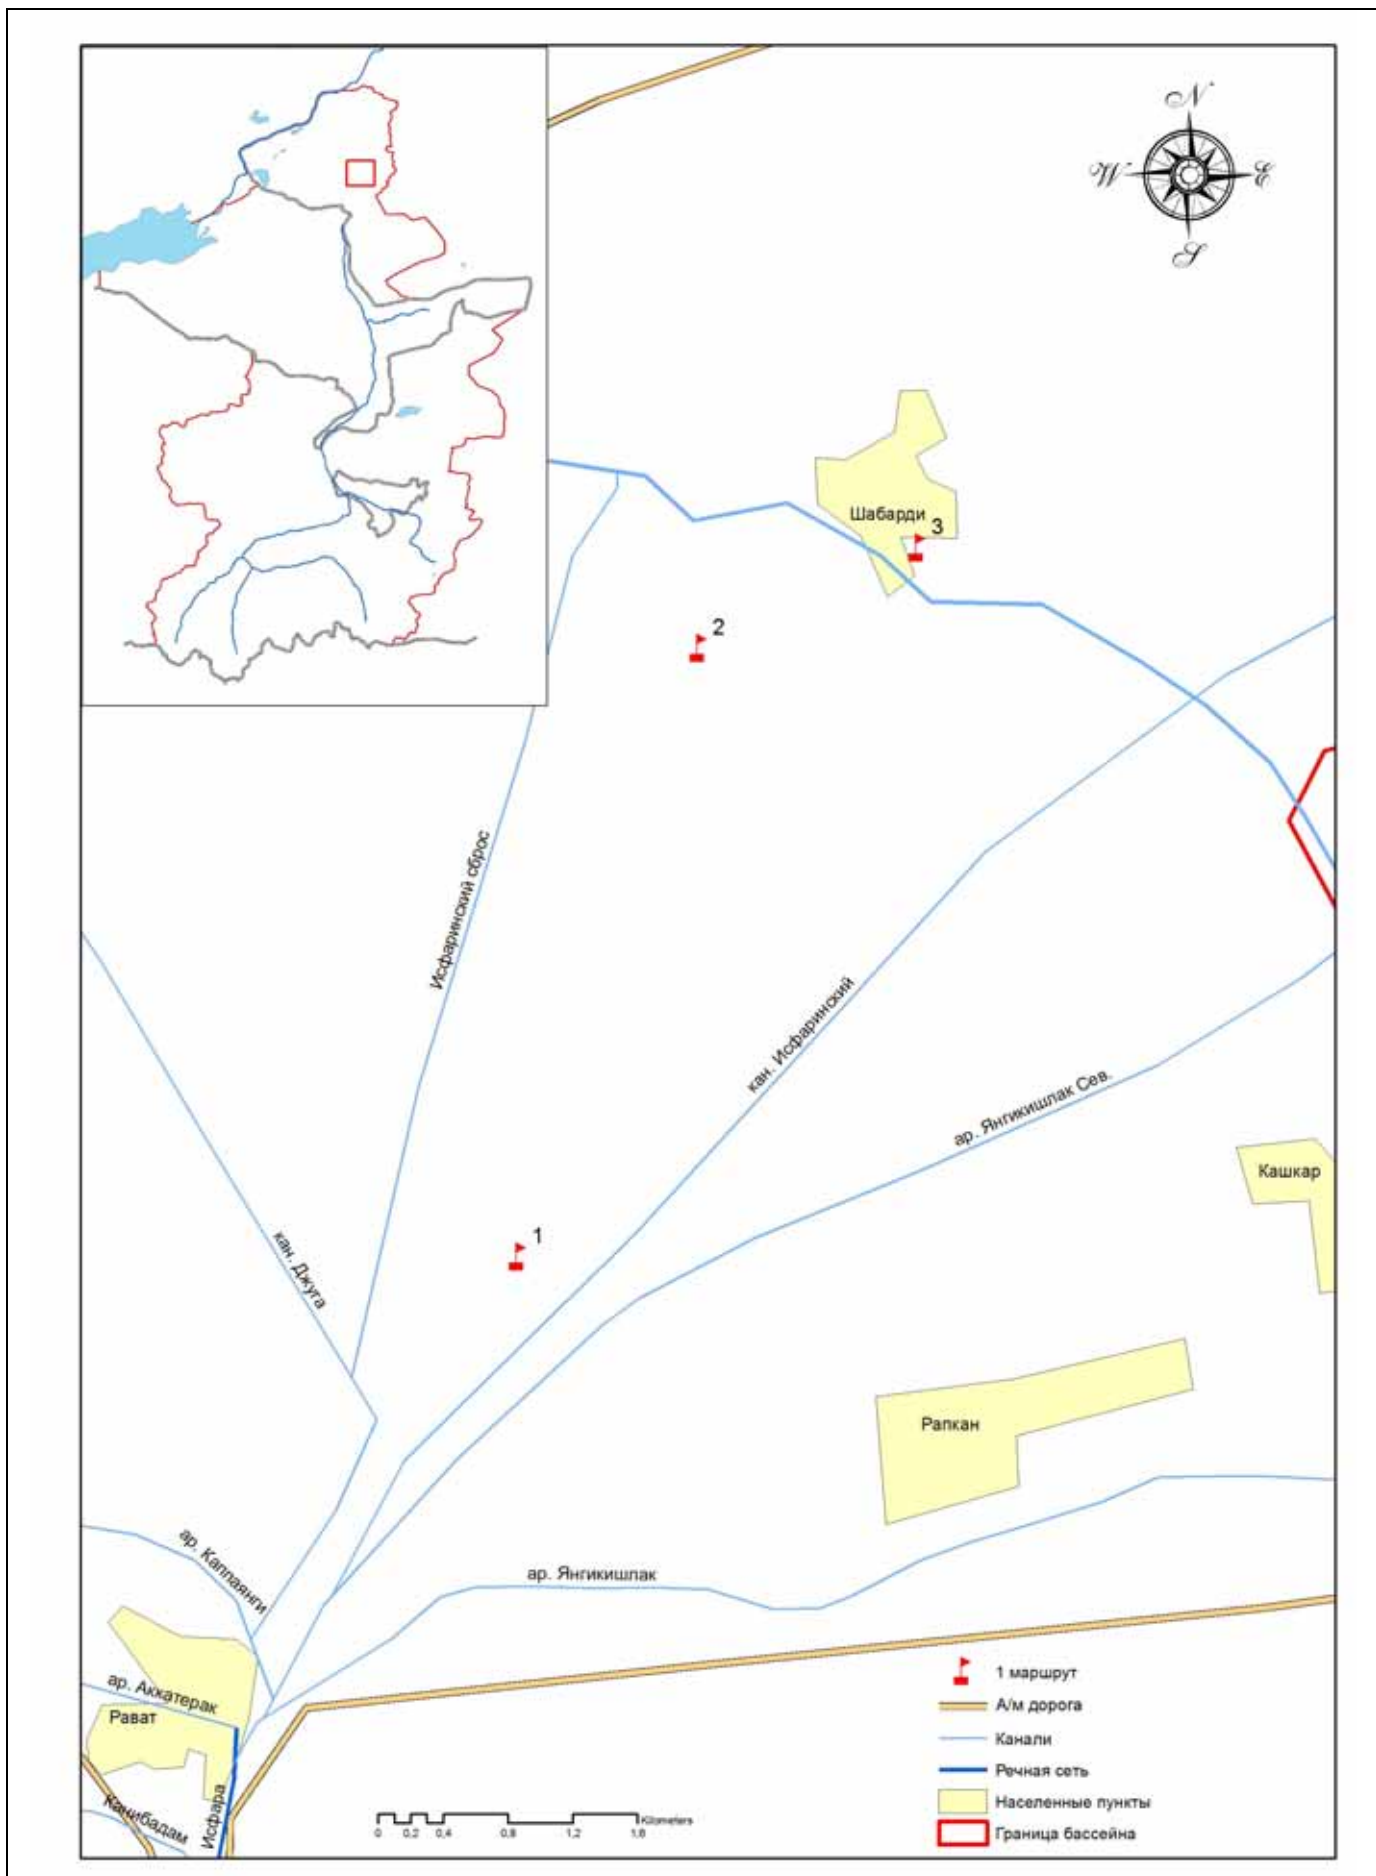 N
W
E
S
Шабарди
3
2
Исфаринский сброс
кан. Исфаринский
ар. Янгикишлак Сев.
Кашкар
1
кан. Джуга
Рапкан
ар. Каппаянги
ар. Янгикишлак
ар. Аккатерак
Рават
Канибадам
Исфара
1 маршрут
А/м дорога
Канали
Речная сеть
Населенные пункты
Граница бассейна
Kilometers
0 0,2 0,4 0,8 1,2 1,6